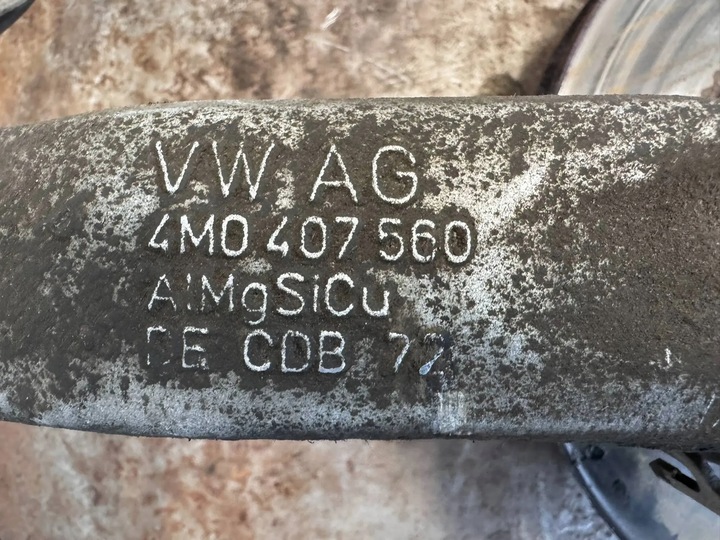 VW AG
4M0 407 560
AlMgSiCu
DE CDB 72